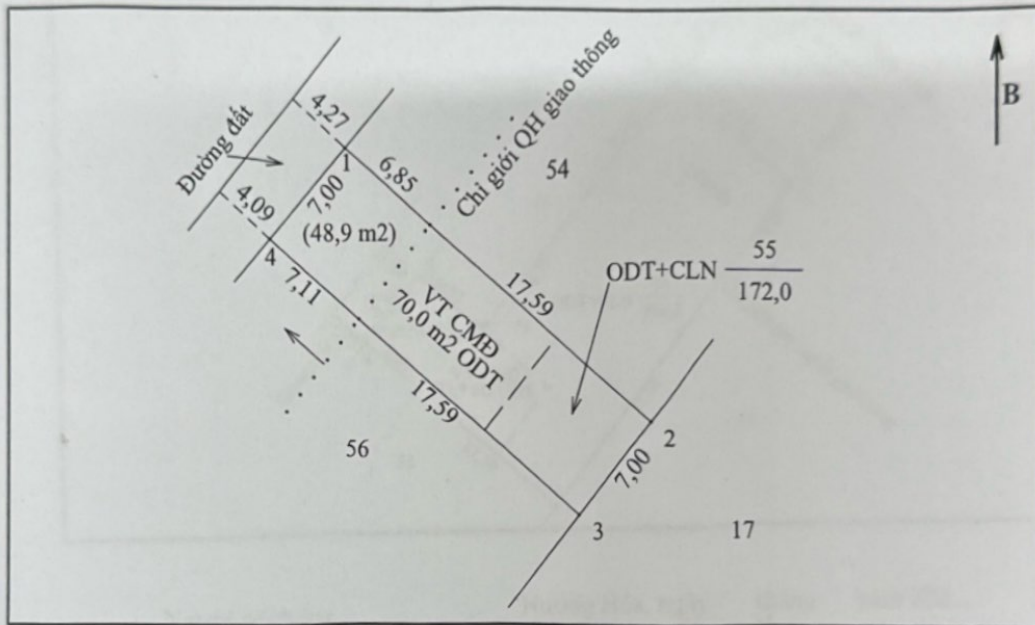 B
Đường đất
4,27
4,09
Chỉ giới QH giao thông
54
1
6,85
7,00
(48,9 m2)
4
7,11
17,59
ODT+CLN
55
172,0
VT CMĐ
70,0 m2 ODT
17,59
56
2
7,00
3
17